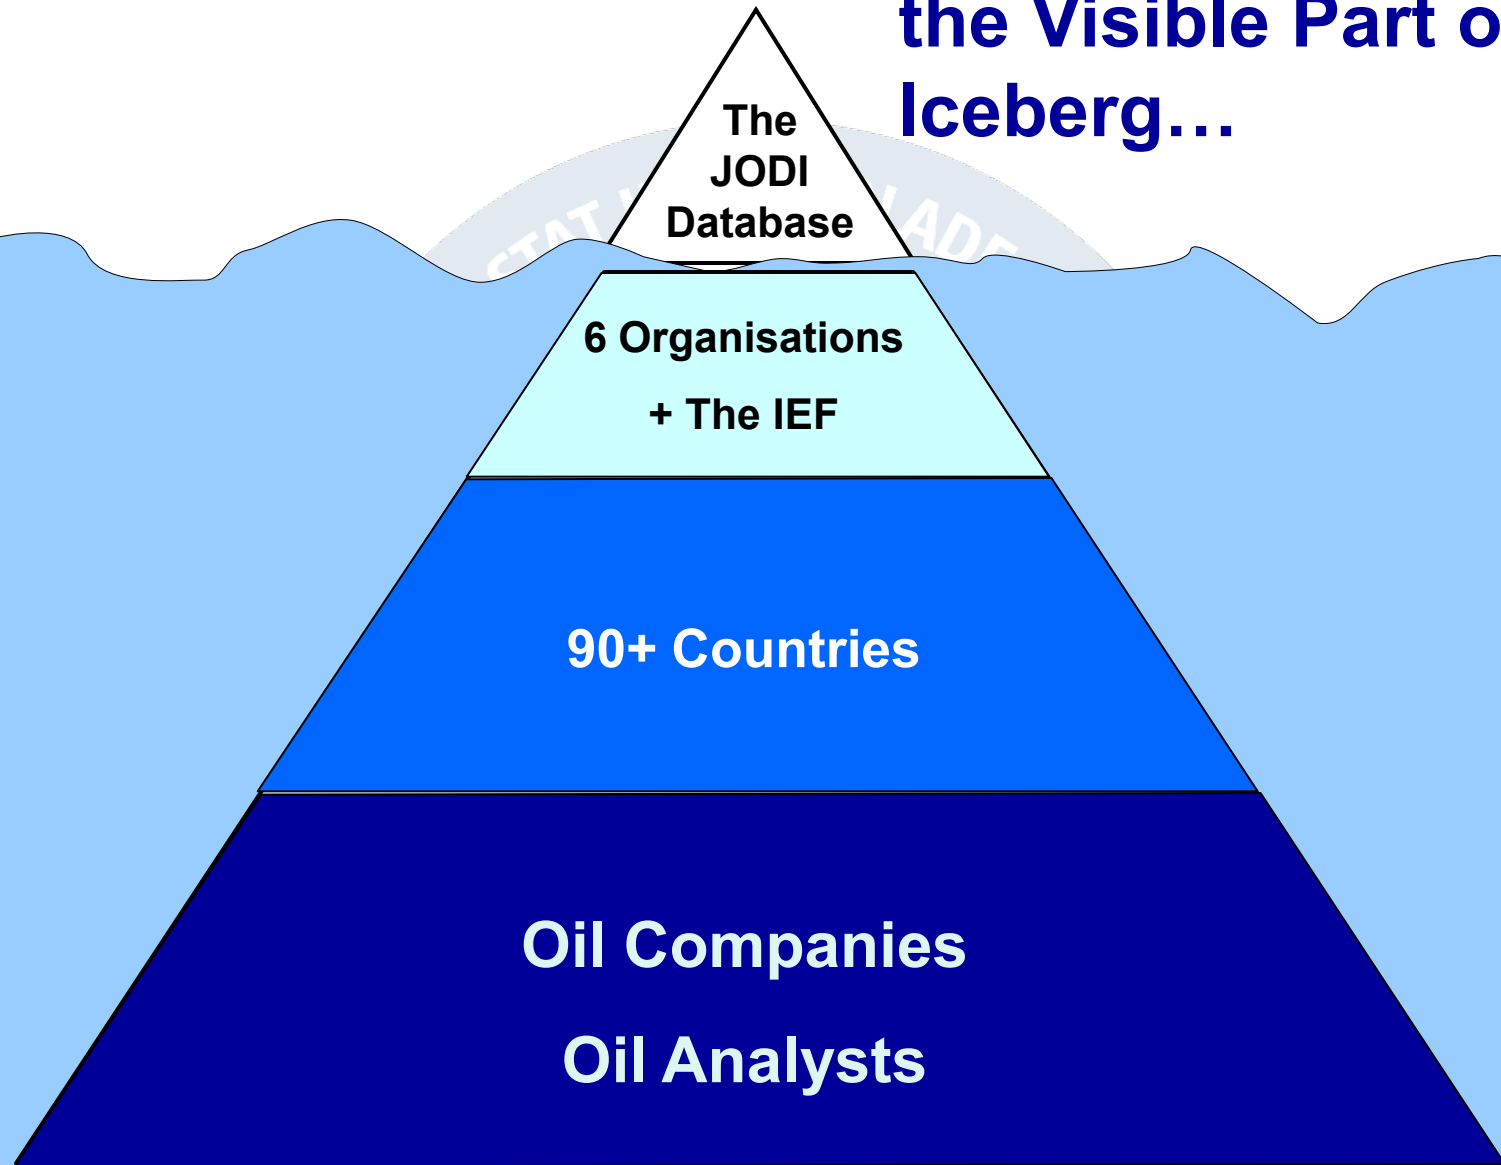 the Visible Part o
Iceberg…
The
JODI
Database
6 Organisations
+ The IEF
90+ Countries
Oil Companies
Oil Analysts